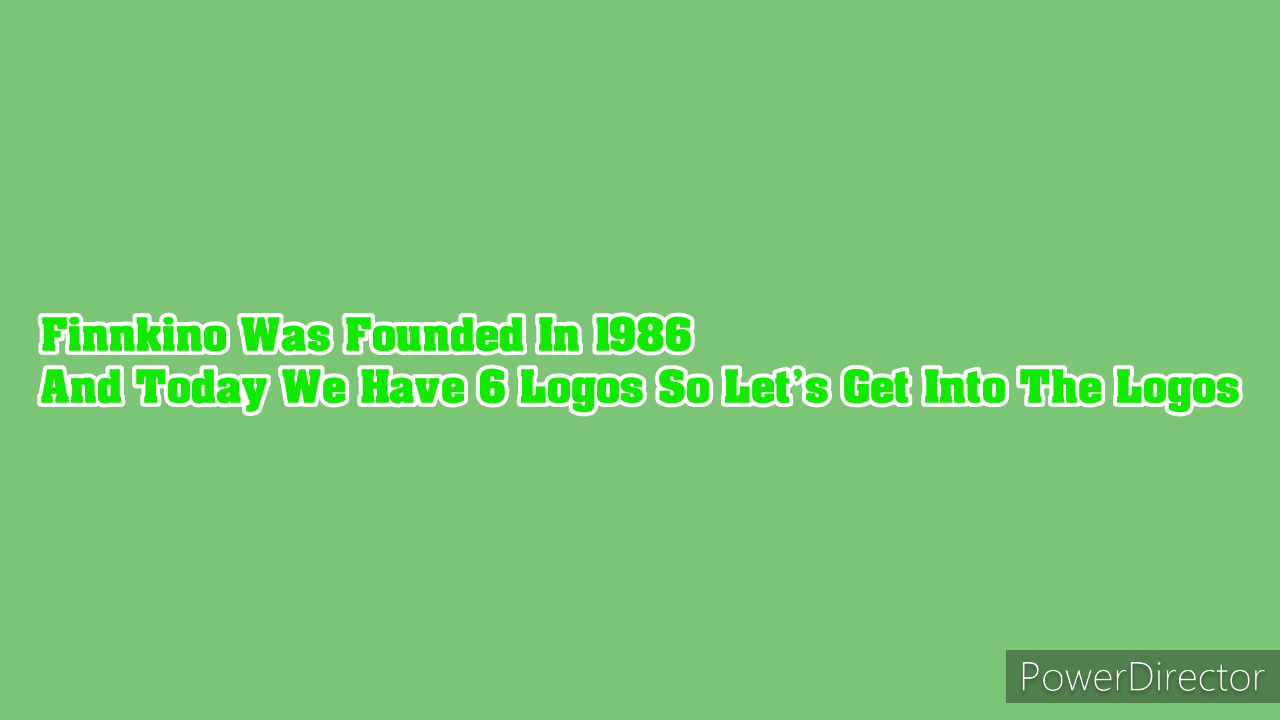 Finnkino Was Founded In 1986
And Today We Have 6 Logos So Let’s Get Into The Logos
PowerDirector